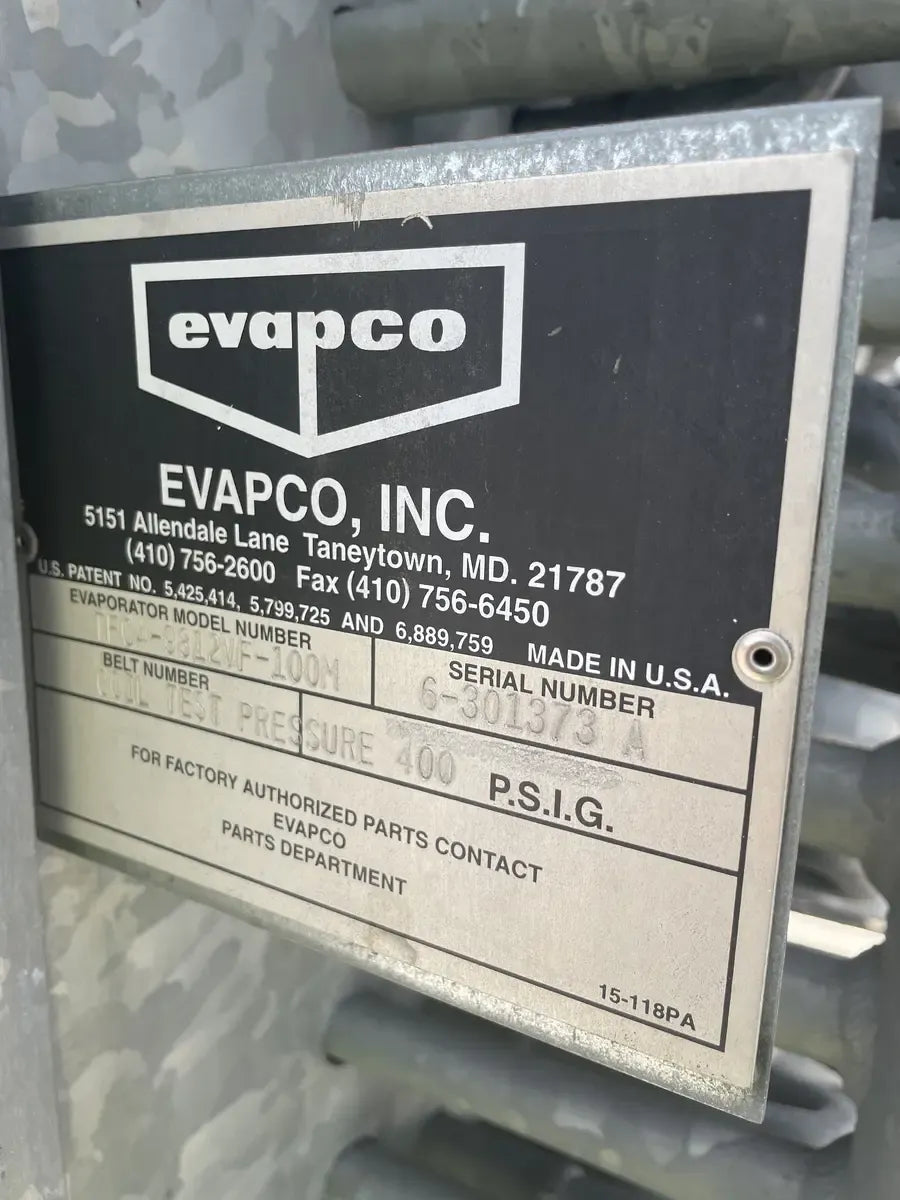 evapco
EVAPCO, INC.
5151 Allendale Lane Taneytown, MD. 21787
(410) 756-2600 Fax (410) 756-6450
U.S. PATENT NO. 5,425,414, 5,799,725 AND 6,889,759 MADE IN U.S.A.
EVAPORATOR MODEL NUMBER
SERIAL NUMBER
6-301373 A
BELT NUMBER
COIL TEST PRESSURE 400 P.S.I.G.
FOR FACTORY AUTHORIZED PARTS CONTACT
EVAPCO
PARTS DEPARTMENT
15-118PA